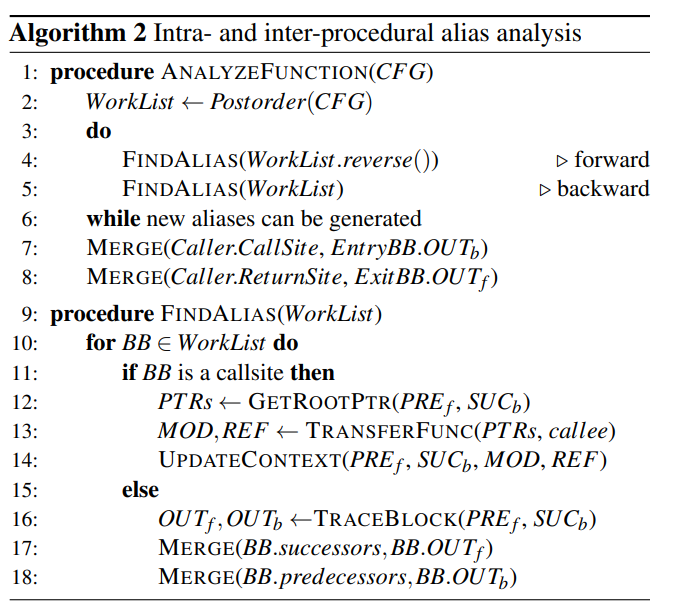 Algorithm 2 Intra- and inter-procedural alias analysis
1: procedure ANALYZEFUNCTION(CFG)
2: WorkList ← Postorder(CFG)
3: do
4: FINDALIAS(WorkList.reverse()) ▷ forward
5: FINDALIAS(WorkList) ▷ backward
6: while new aliases can be generated
7: MERGE(Caller.CallSite, EntryBB.OUT_b)
8: MERGE(Caller.ReturnSite, ExitBB.OUT_f)
9: procedure FINDALIAS(WorkList)
10: for BB ∈ WorkList do
11: if BB is a callsite then
12: PTRs ← GETROOTPTR(PRE_f, SUC_b)
13: MOD,REF ← TRANSFERFUNC(PTRs, callee)
14: UPDATECONTEXT(PRE_f, SUC_b, MOD, REF)
15: else
16: OUT_f, OUT_b ←TRACEBLOCK(PRE_f, SUC_b)
17: MERGE(BB.successors,BB.OUT_f)
18: MERGE(BB.predecessors,BB.OUT_b)